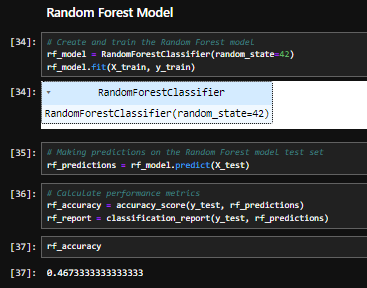 Random Forest Model
[34]:
# Create and train the Random Forest model
rf_model = RandomForestClassifier(random_state=42)
rf_model.fit(X_train, y_train)
[34]:
RandomForestClassifier
RandomForestClassifier(random_state=42)
[35]:
# Making predictions on the Random Forest model test set
rf_predictions = rf_model.predict(X_test)
[36]:
# Calculate performance metrics
rf_accuracy = accuracy_score(y_test, rf_predictions)
rf_report = classification_report(y_test, rf_predictions)
[37]:
rf_accuracy
[37]:
0.4673333333333333